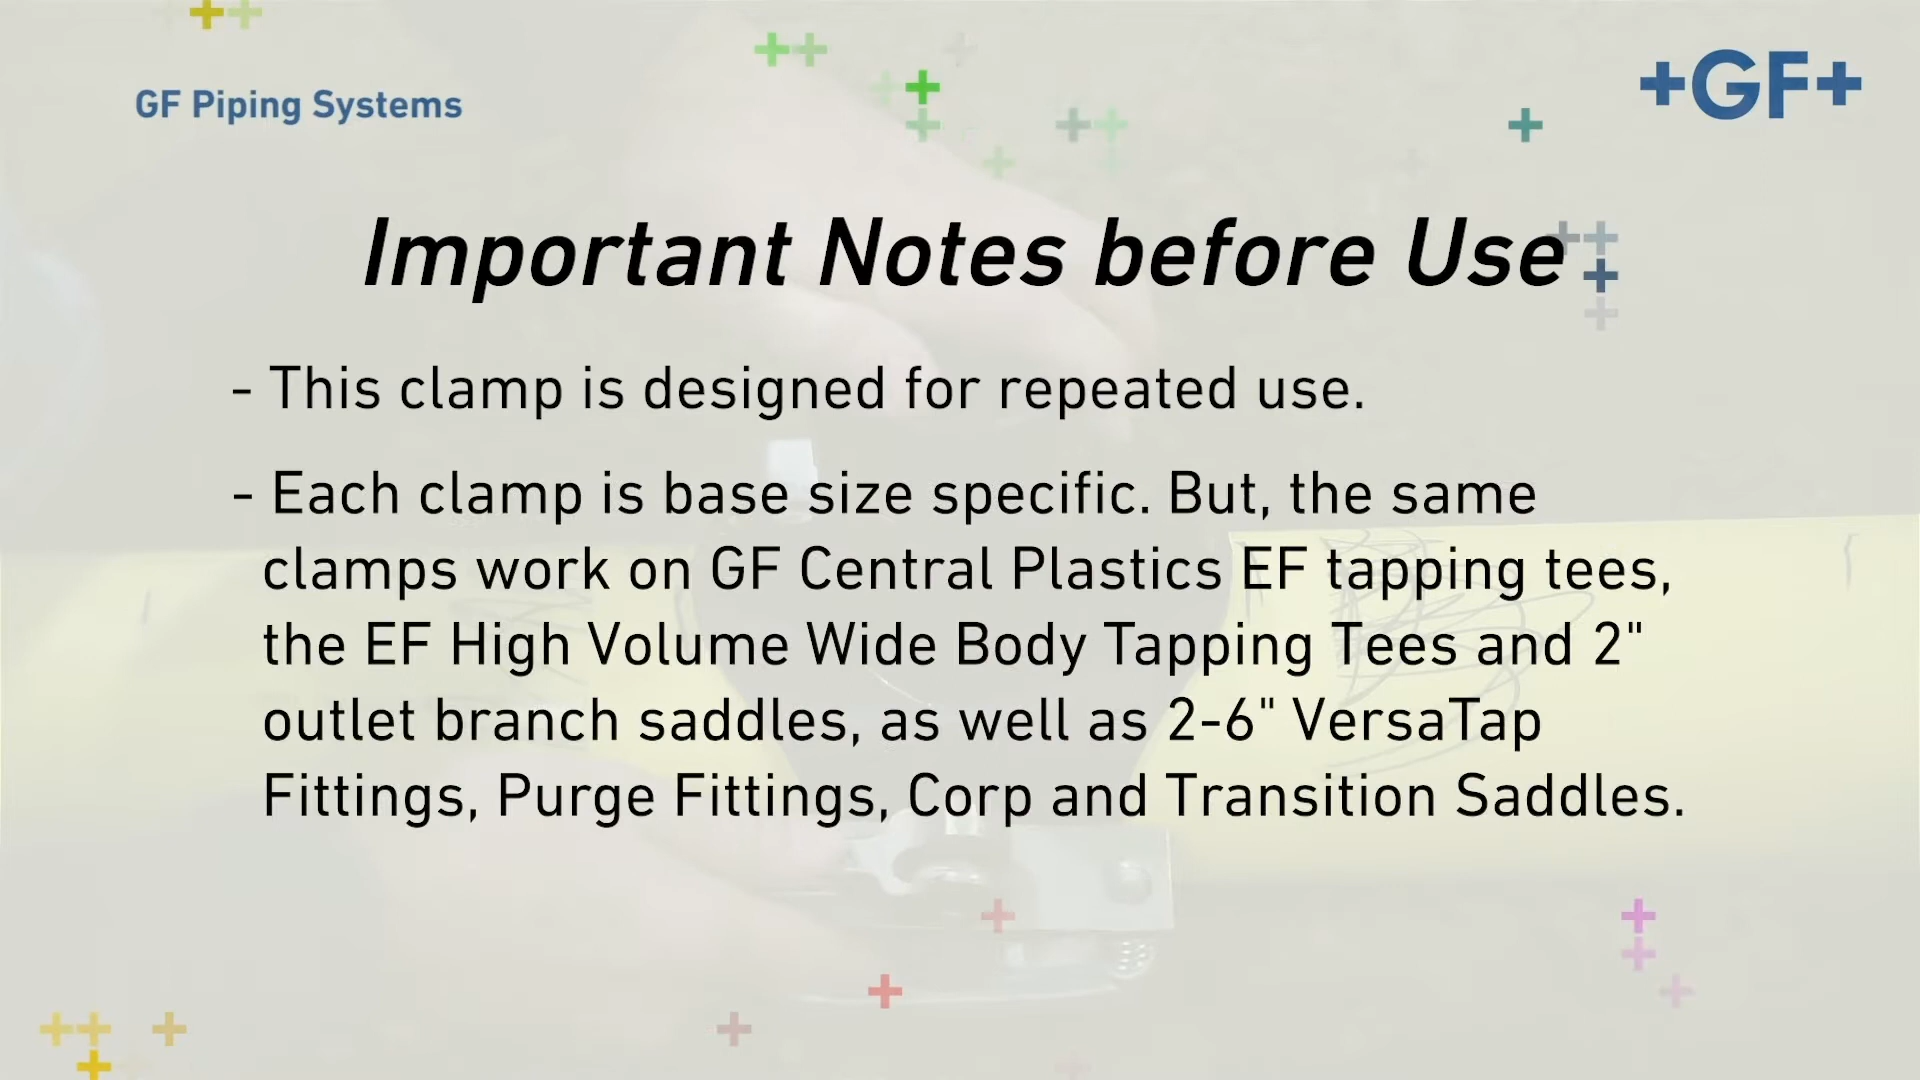 GF Piping Systems
+GF+
Important Notes before Use
- This clamp is designed for repeated use.
- Each clamp is base size specific. But, the same
clamps work on GF Central Plastics EF tapping tees,
the EF High Volume Wide Body Tapping Tees and 2"
outlet branch saddles, as well as 2-6" VersaTap
Fittings, Purge Fittings, Corp and Transition Saddles.